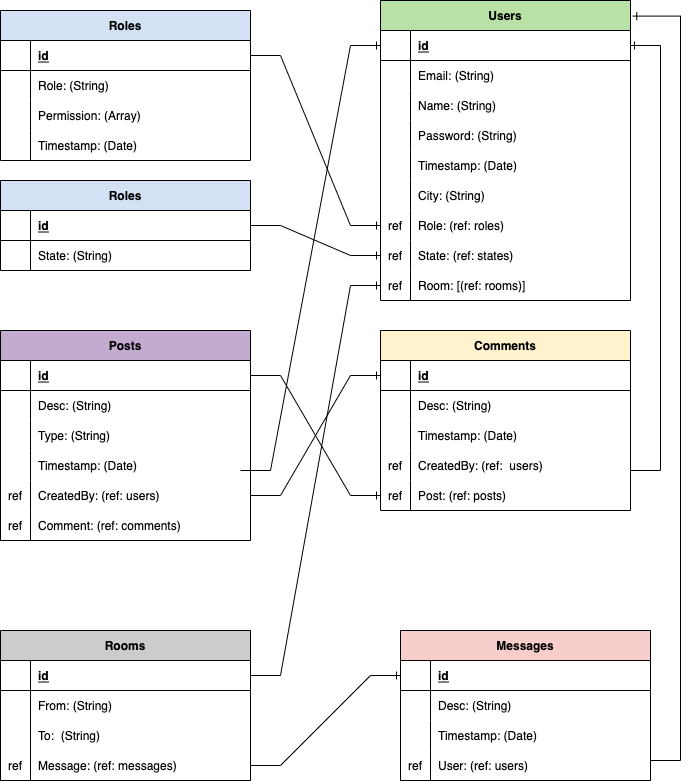 Roles
id
Role: (String)
Permission: (Array)
Timestamp: (Date)
Roles
id
State: (String)
Users
id
Email: (String)
Name: (String)
Password: (String)
Timestamp: (Date)
City: (String)
ref Role: (ref: roles)
ref State: (ref: states)
ref Room: [(ref: rooms)]
Posts
id
Desc: (String)
Type: (String)
Timestamp: (Date)
ref CreatedBy: (ref: users)
ref Comment: (ref: comments)
Comments
id
Desc: (String)
Timestamp: (Date)
ref CreatedBy: (ref:  users)
ref Post: (ref: posts)
Rooms
id
From: (String)
To:  (String)
ref Message: (ref: messages)
Messages
id
Desc: (String)
Timestamp: (Date)
ref User: (ref: users)